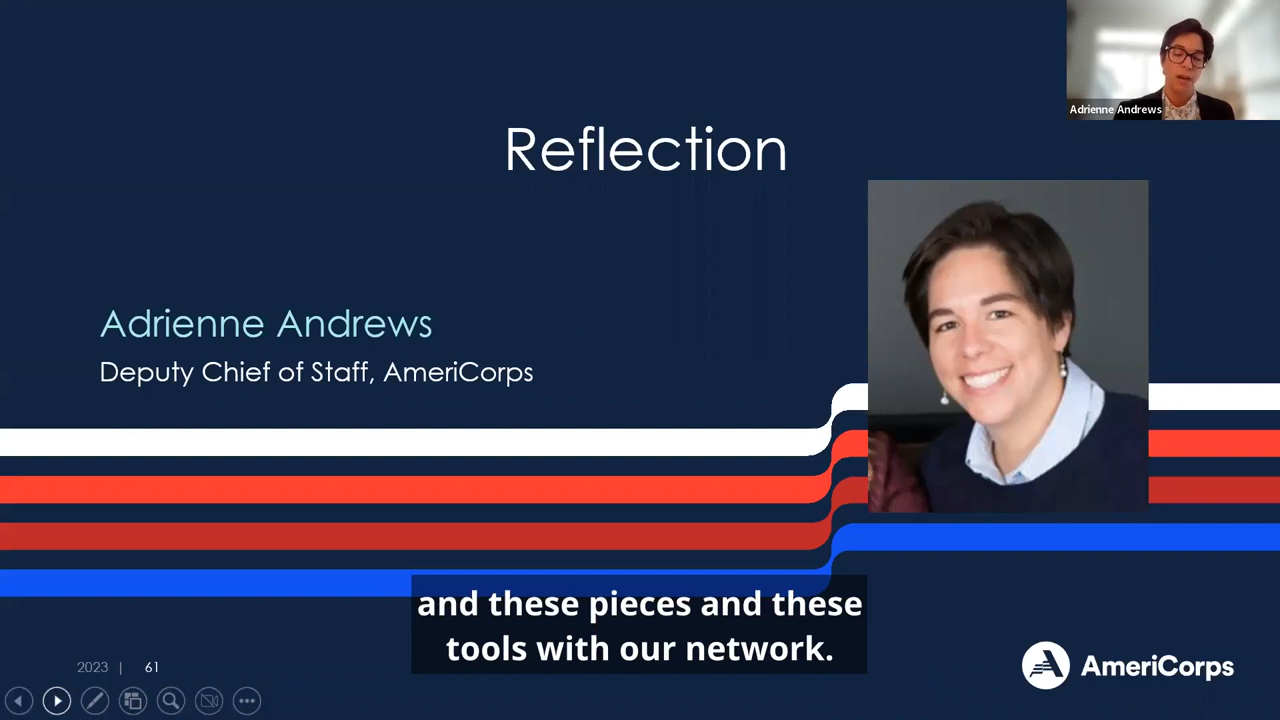 Adrienne Andrews
Reflection
Adrienne Andrews
Deputy Chief of Staff, AmeriCorps
and these pieces and these
tools with our network.
2023 | 61
AmeriCorps